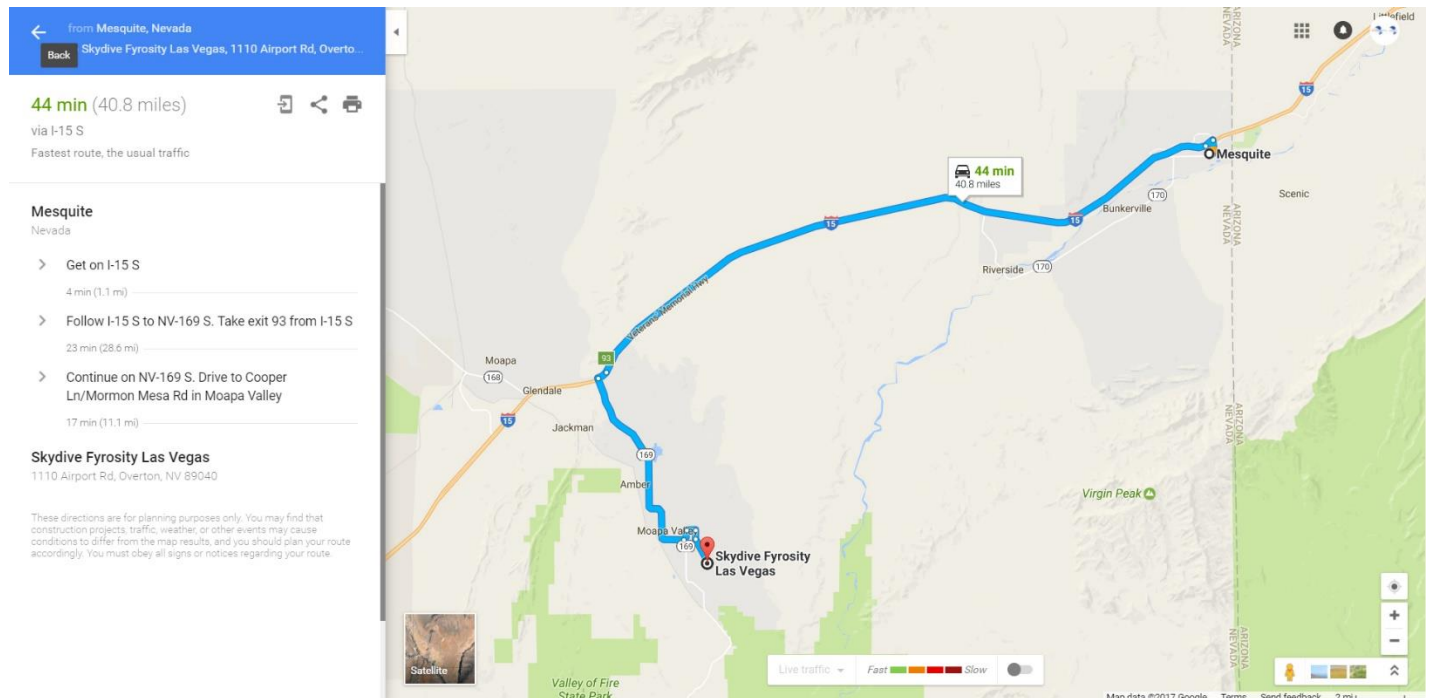 from Mesquite, Nevada
Skydive Fyrosity Las Vegas, 1110 Airport Rd, Overto...
Back
44 min (40.8 miles)
via I-15 S
Fastest route, the usual traffic
Mesquite
Nevada
Get on I-15 S
4 min (1.1 mi)
Follow I-15 S to NV-169 S. Take exit 93 from I-15 S
23 min (28.6 mi)
Continue on NV-169 S. Drive to Cooper
Ln/Mormon Mesa Rd in Moapa Valley
17 min (11.1 mi)
Skydive Fyrosity Las Vegas
1110 Airport Rd, Overton, NV 89040
These directions are for planning purposes only. You may find that
construction projects, traffic, weather, or other events may cause
conditions to differ from the map results, and you should plan your route
accordingly. You must obey all signs or notices regarding your route.
ARIZONA
NEVADA
Littlefield
15
Mesquite
44 min
40.8 miles
170
Scenic
Bunkerville
ARIZONA
NEVADA
15
15
Riverside
170
Veterans Memorial Hwy
93
Moapa
168
Glendale
15
Jackman
ARIZONA
NEVADA
169
Amber
Virgin Peak
Moapa Valley
169
Skydive Fyrosity
Las Vegas
Satellite
ARIZONA
NEVADA
Live traffic
Fast
Slow
Valley of Fire
State Park
Map data ©2017 Google
Terms
Send feedback
2 mi